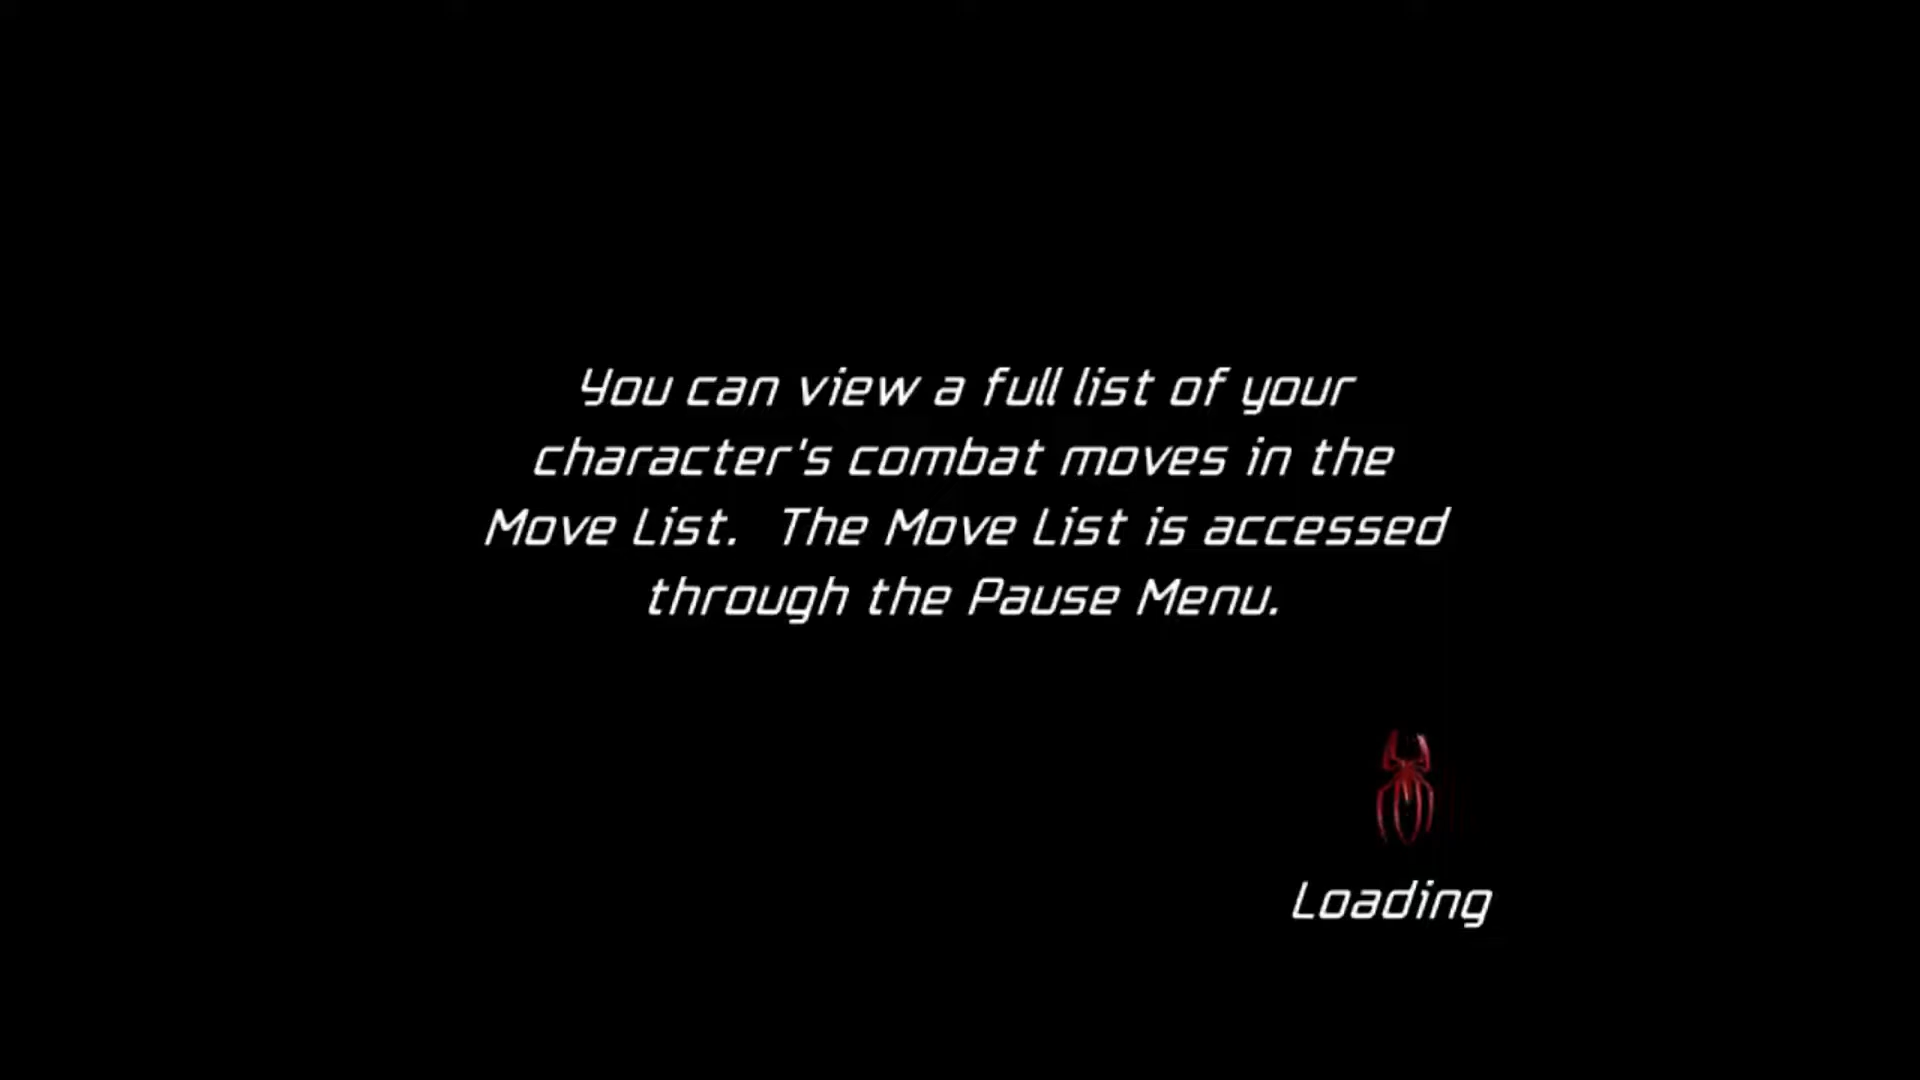 You can view a full list of your
character's combat moves in the
Move List.  The Move List is accessed
through the Pause Menu.
Loading